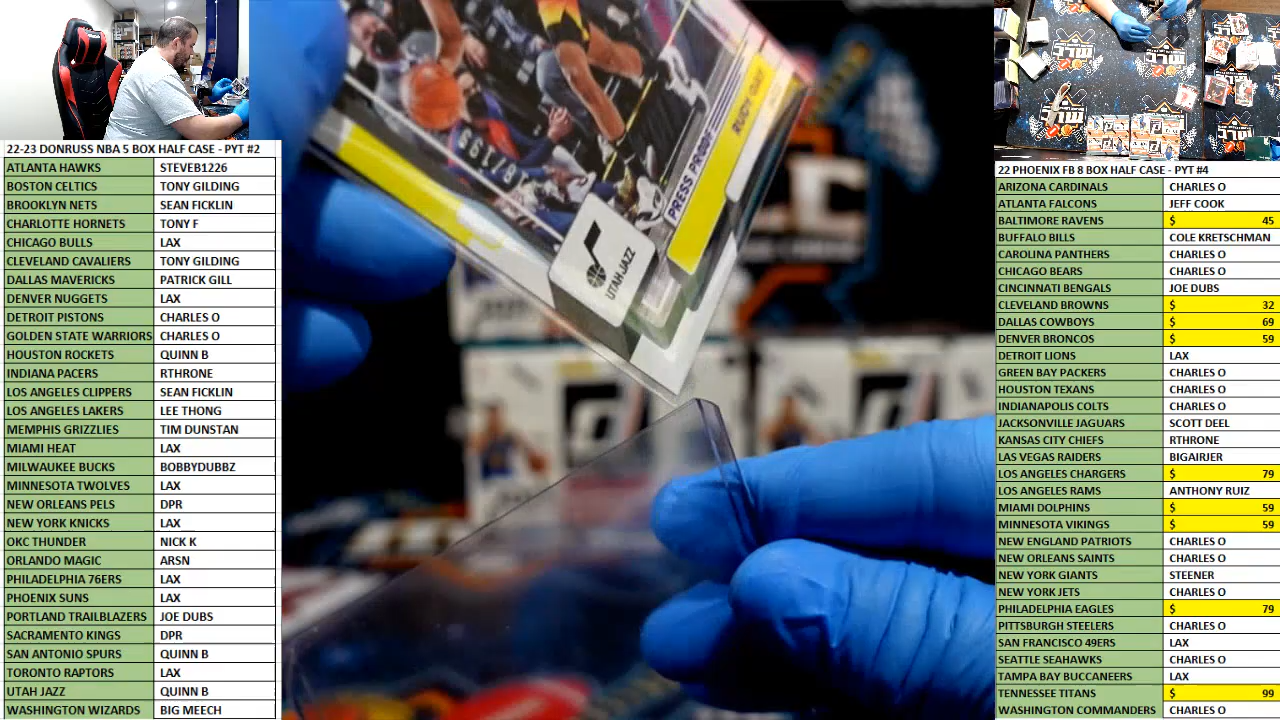 22-23 DONRUSS NBA 5 BOX HALF CASE - PYT #2
ATLANTA HAWKS STEVEB1226
BOSTON CELTICS TONY GILDING
BROOKLYN NETS SEAN FICKLIN
CHARLOTTE HORNETS TONY F
CHICAGO BULLS LAX
CLEVELAND CAVALIERS TONY GILDING
DALLAS MAVERICKS PATRICK GILL
DENVER NUGGETS LAX
DETROIT PISTONS CHARLES O
GOLDEN STATE WARRIORS CHARLES O
HOUSTON ROCKETS QUINN B
INDIANA PACERS RTHRONE
LOS ANGELES CLIPPERS SEAN FICKLIN
LOS ANGELES LAKERS LEE THONG
MEMPHIS GRIZZLIES TIM DUNSTAN
MIAMI HEAT LAX
MILWAUKEE BUCKS BOBBYDUBBZ
MINNESOTA TWOLVES LAX
NEW ORLEANS PELS DPR
NEW YORK KNICKS LAX
OKC THUNDER NICK K
ORLANDO MAGIC ARSN
PHILADELPHIA 76ERS LAX
PHOENIX SUNS LAX
PORTLAND TRAILBLAZERS JOE DUBS
SACRAMENTO KINGS DPR
SAN ANTONIO SPURS QUINN B
TORONTO RAPTORS LAX
UTAH JAZZ QUINN B
WASHINGTON WIZARDS BIG MEECH
PRESS PROOF
RUDY GAY
UTAH JAZZ
22 PHOENIX FB 8 BOX HALF CASE - PYT #4
ARIZONA CARDINALS CHARLES O
ATLANTA FALCONS JEFF COOK
BALTIMORE RAVENS $ 45
BUFFALO BILLS COLE KRETSCHMAN
CAROLINA PANTHERS CHARLES O
CHICAGO BEARS CHARLES O
CINCINNATI BENGALS JOE DUBS
CLEVELAND BROWNS $ 32
DALLAS COWBOYS $ 69
DENVER BRONCOS $ 59
DETROIT LIONS LAX
GREEN BAY PACKERS CHARLES O
HOUSTON TEXANS CHARLES O
INDIANAPOLIS COLTS CHARLES O
JACKSONVILLE JAGUARS SCOTT DEEL
KANSAS CITY CHIEFS RTHRONE
LAS VEGAS RAIDERS BIGAIRJER
LOS ANGELES CHARGERS $ 79
LOS ANGELES RAMS ANTHONY RUIZ
MIAMI DOLPHINS $ 59
MINNESOTA VIKINGS $ 59
NEW ENGLAND PATRIOTS CHARLES O
NEW ORLEANS SAINTS CHARLES O
NEW YORK GIANTS STEENER
NEW YORK JETS CHARLES O
PHILADELPHIA EAGLES $ 79
PITTSBURGH STEELERS CHARLES O
SAN FRANCISCO 49ERS LAX
SEATTLE SEAHAWKS CHARLES O
TAMPA BAY BUCCANEERS LAX
TENNESSEE TITANS $ 99
WASHINGTON COMMANDERS CHARLES O